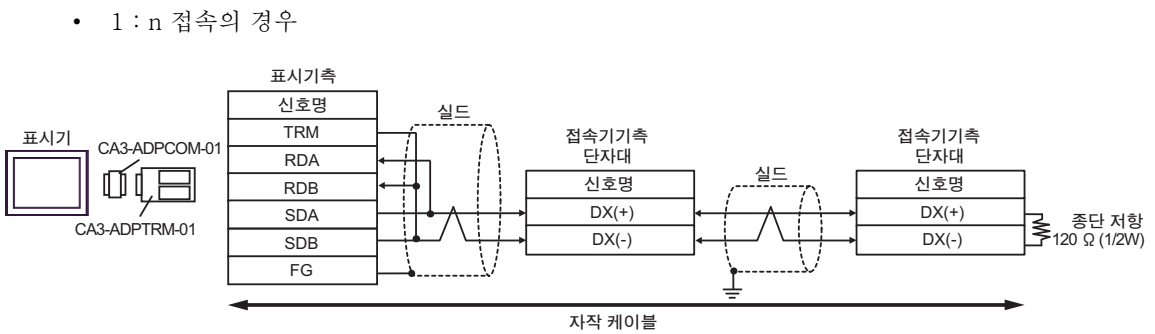 • 1 : n 접속의 경우
표시기
CA3-ADPCOM-01
CA3-ADPTRM-01
표시기측
신호명
TRM
RDA
RDB
SDA
SDB
FG
실드
접속기기측
단자대
신호명
DX(+)
DX(-)
실드
접속기기측
단자대
신호명
DX(+)
DX(-)
종단 저항
120 Ω (1/2W)
자작 케이블